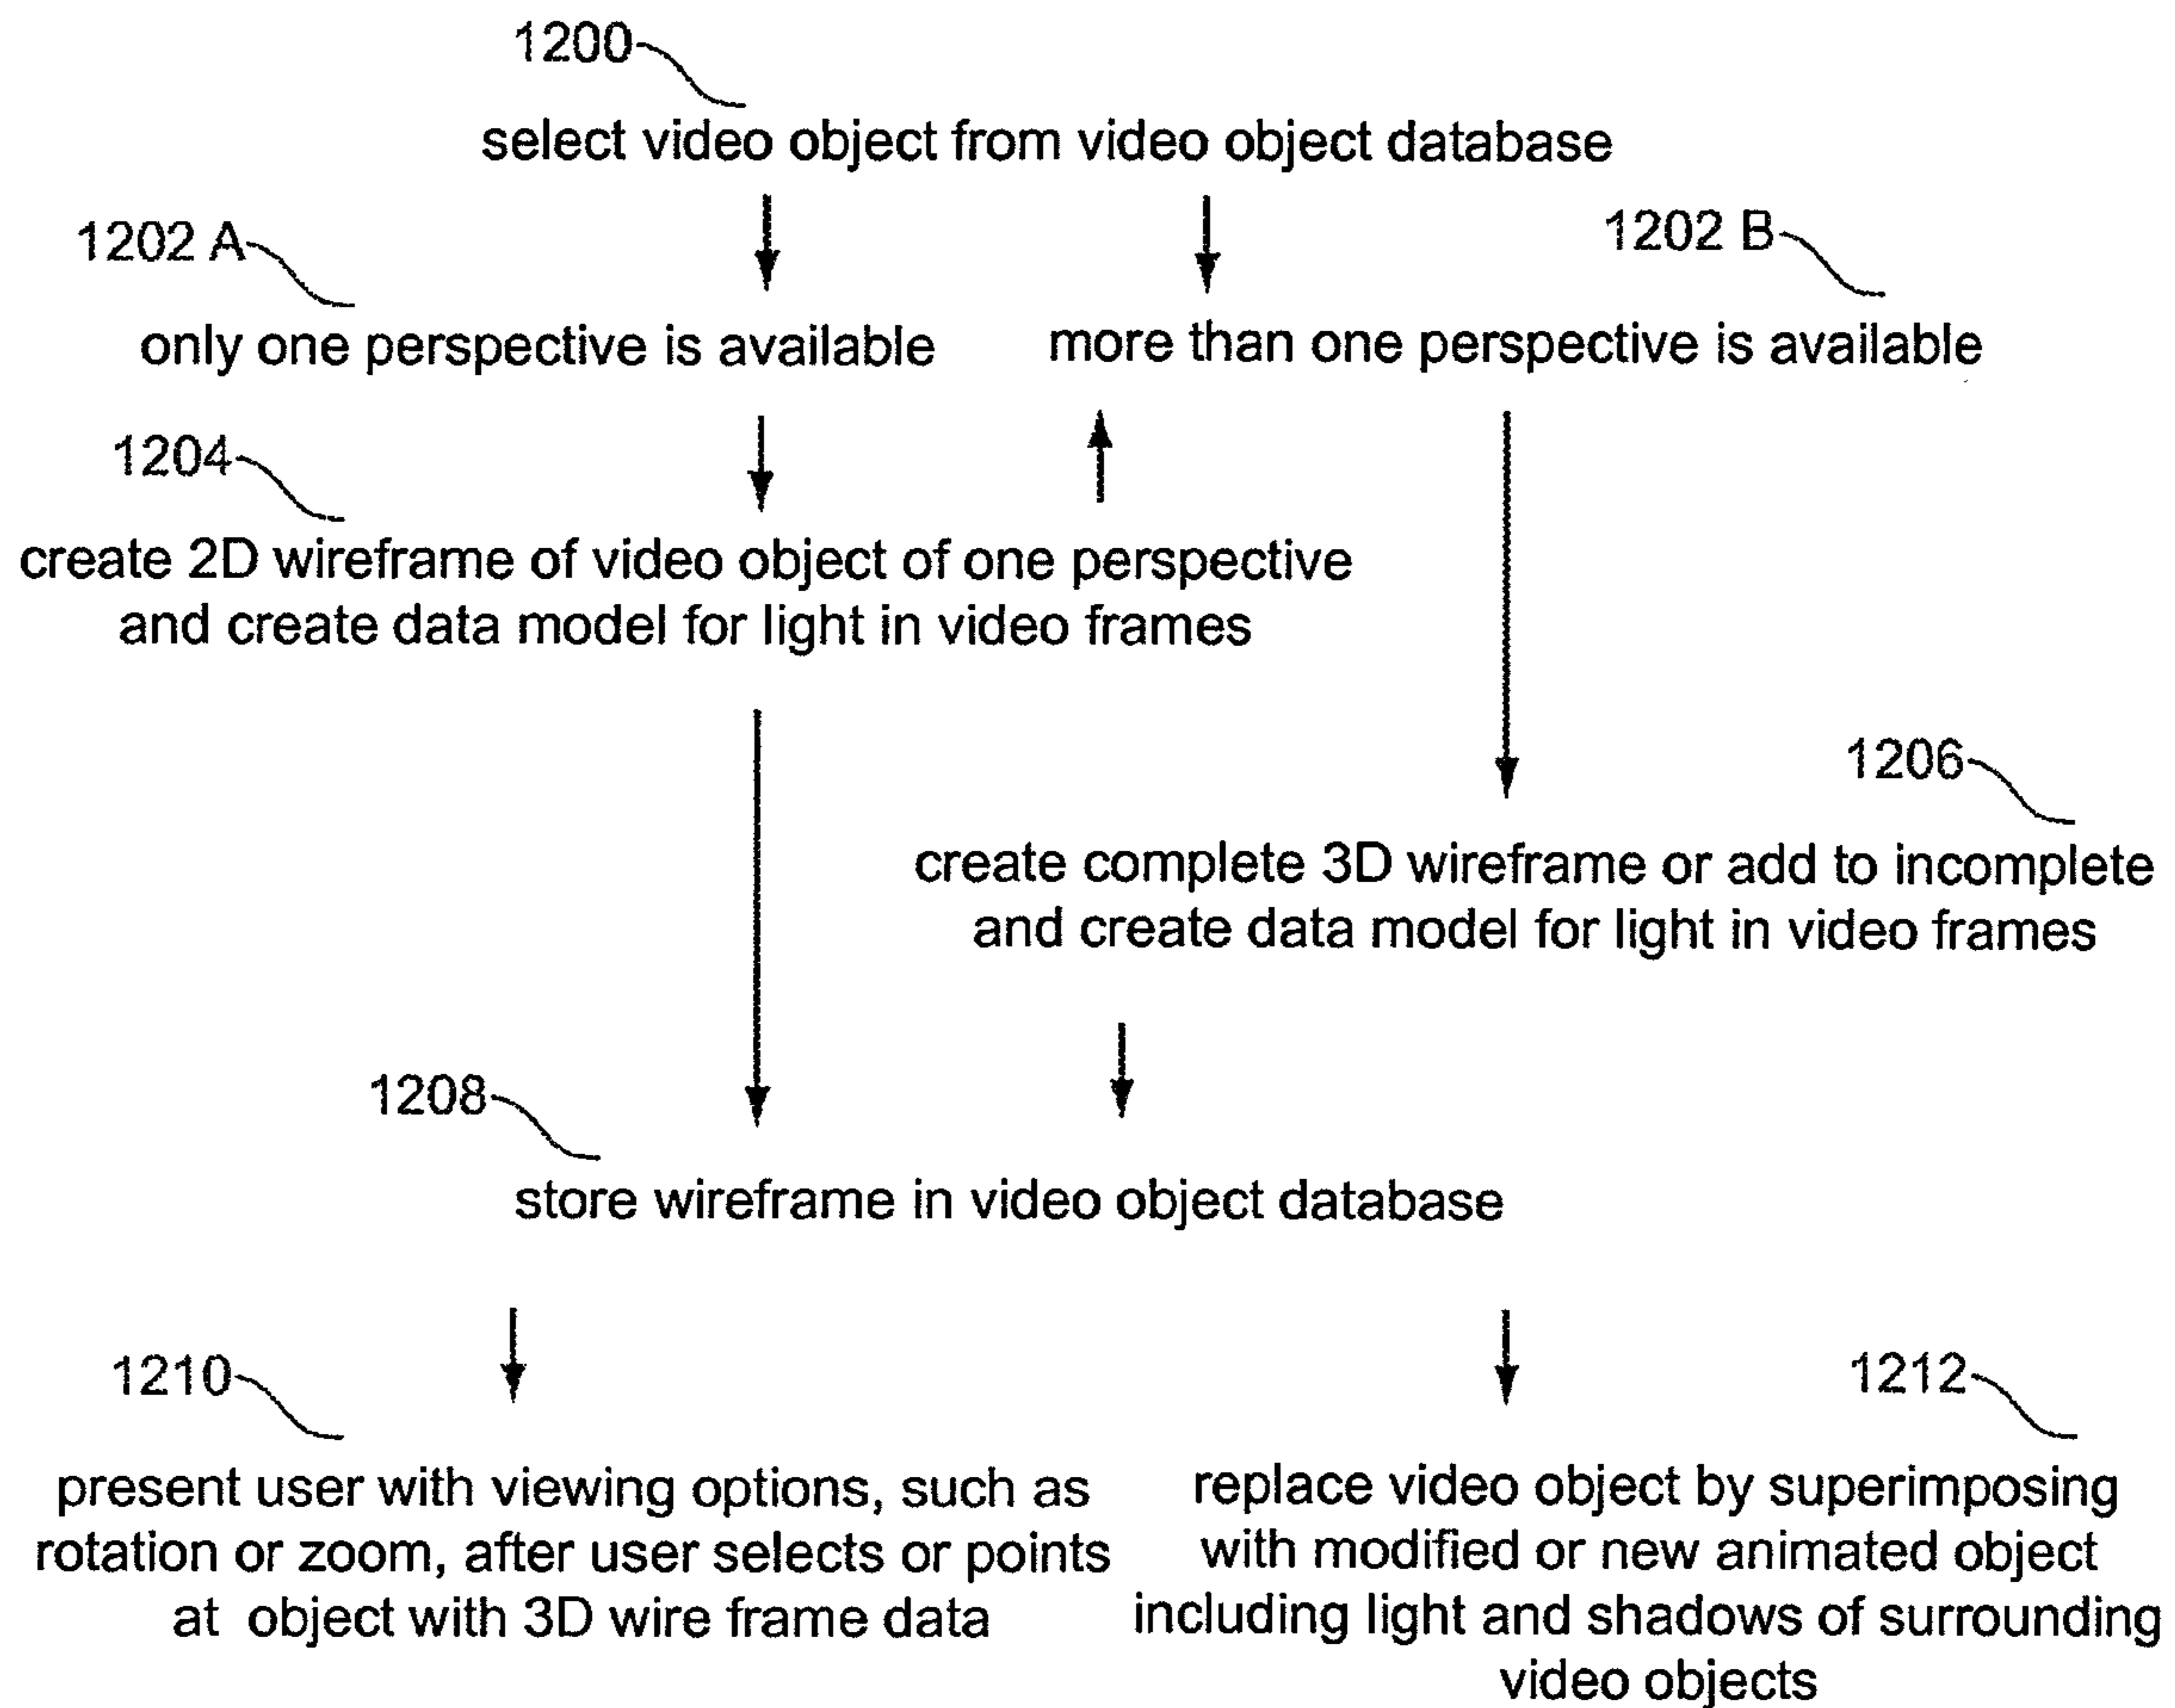 1200
select video object from video object database
1202 A
1202 B
only one perspective is available
more than one perspective is available
1204
create 2D wireframe of video object of one perspective
and create data model for light in video frames
1206
create complete 3D wireframe or add to incomplete
and create data model for light in video frames
1208
store wireframe in video object database
1210
present user with viewing options, such as
rotation or zoom, after user selects or points
at object with 3D wire frame data
1212
replace video object by superimposing
with modified or new animated object
including light and shadows of surrounding
video objects